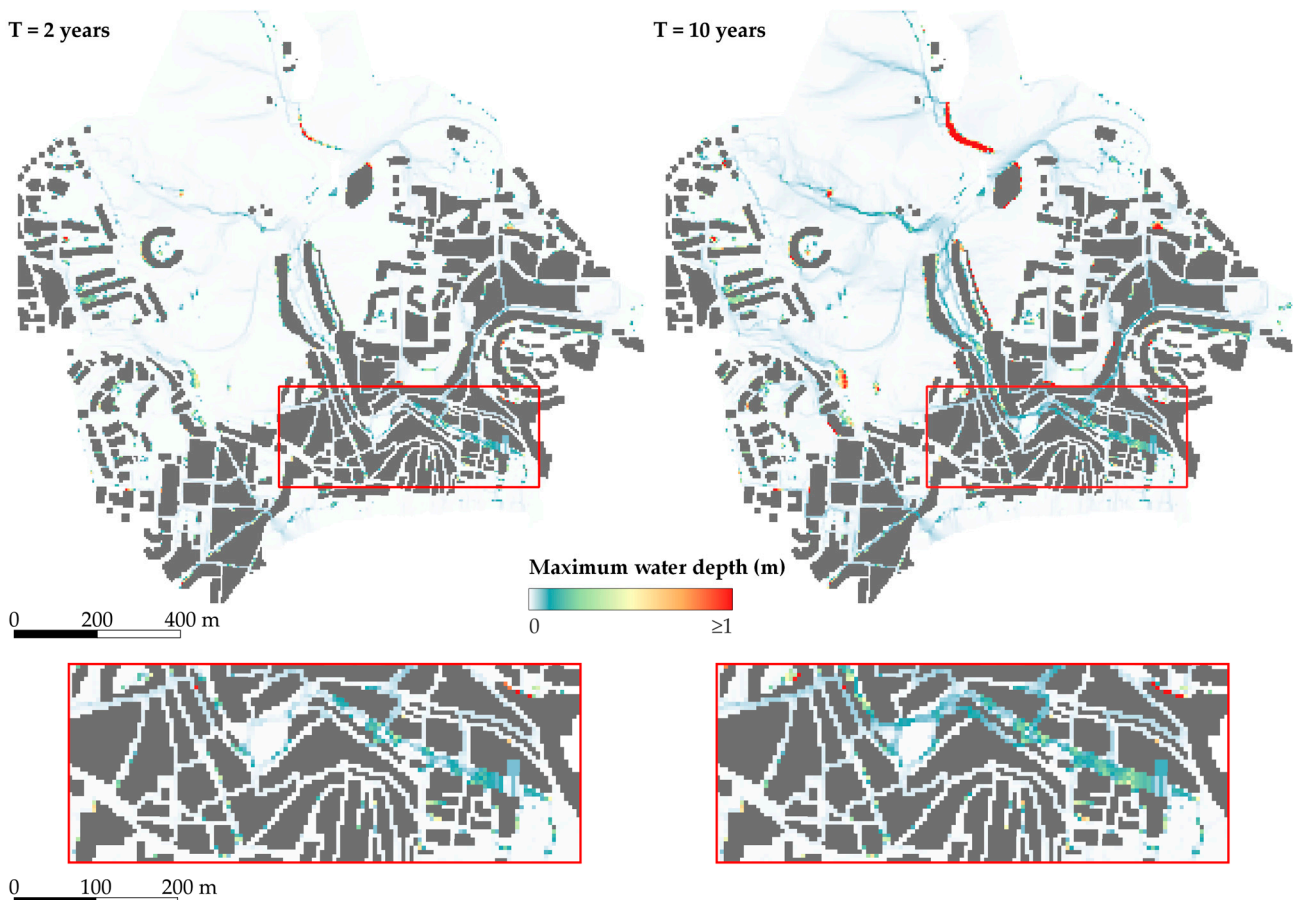 T = 2 years
T = 10 years
Maximum water depth (m)
0
≥1
0 200 400 m
0 100 200 m